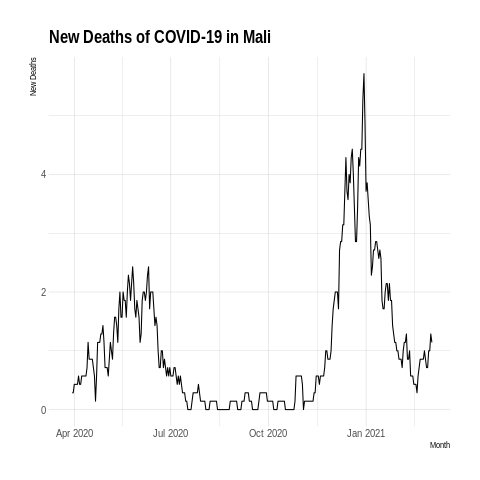 New Deaths of COVID-19 in Mali
New Deaths
4
2
0
Apr 2020 Jul 2020 Oct 2020 Jan 2021
Month